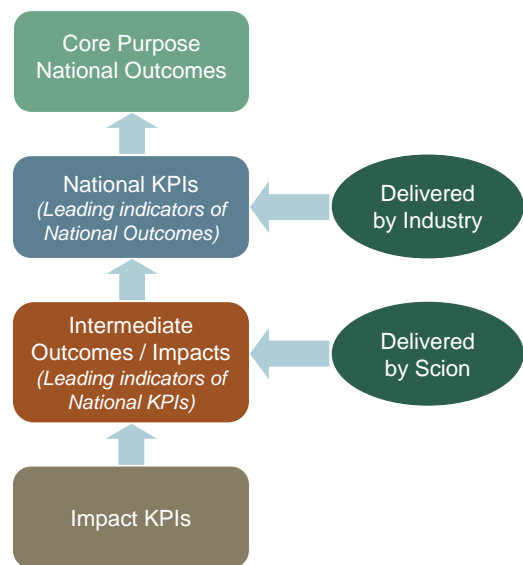 Core Purpose
National Outcomes
National KPIs
(Leading indicators of
National Outcomes)
Delivered
by Industry
Intermediate
Outcomes / Impacts
(Leading indicators of
National KPIs)
Delivered
by Scion
Impact KPIs